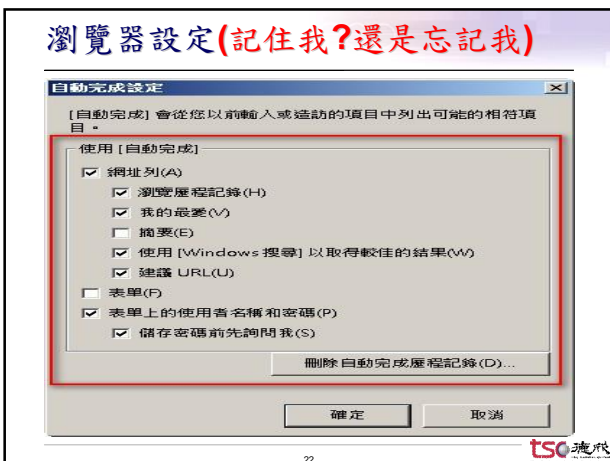 瀏覽器設定(記住我?還是忘記我)
自動完成設定
[自動完成] 會從您以前輸入或造訪的項目中列出可能的相符項
目。
使用 [自動完成]
網址列(A)
瀏覽歷程記錄(H)
我的最愛(V)
摘要(E)
使用 [Windows 搜尋] 以取得較佳的結果(W)
建議 URL(U)
表單(F)
表單上的使用者名稱和密碼(P)
儲存密碼前先詢問我(S)
刪除自動完成歷程記錄(D)...
確定
取消
22
tsc 德欣